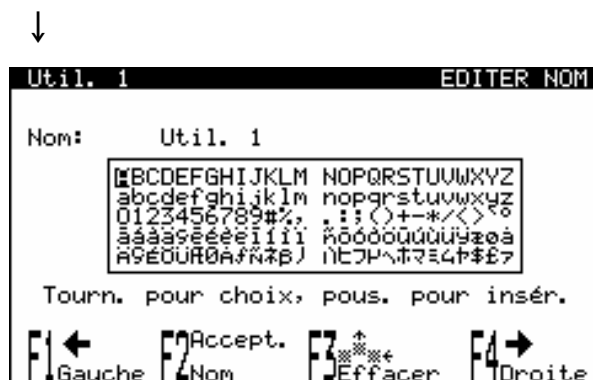 ↓
Util. 1 EDITER NOM
Nom: Util. 1
ABCDEFGHIJKLM NOPQRSTUVWXYZ
abcdefghijklm nopqrstuvwxyz
0123456789#%, .:;()+-*/<>
Tourn. pour choix, pous. pour insér.
F1 ← Gauche F2 Accept. Nom F3 Effacer F4 → Droite